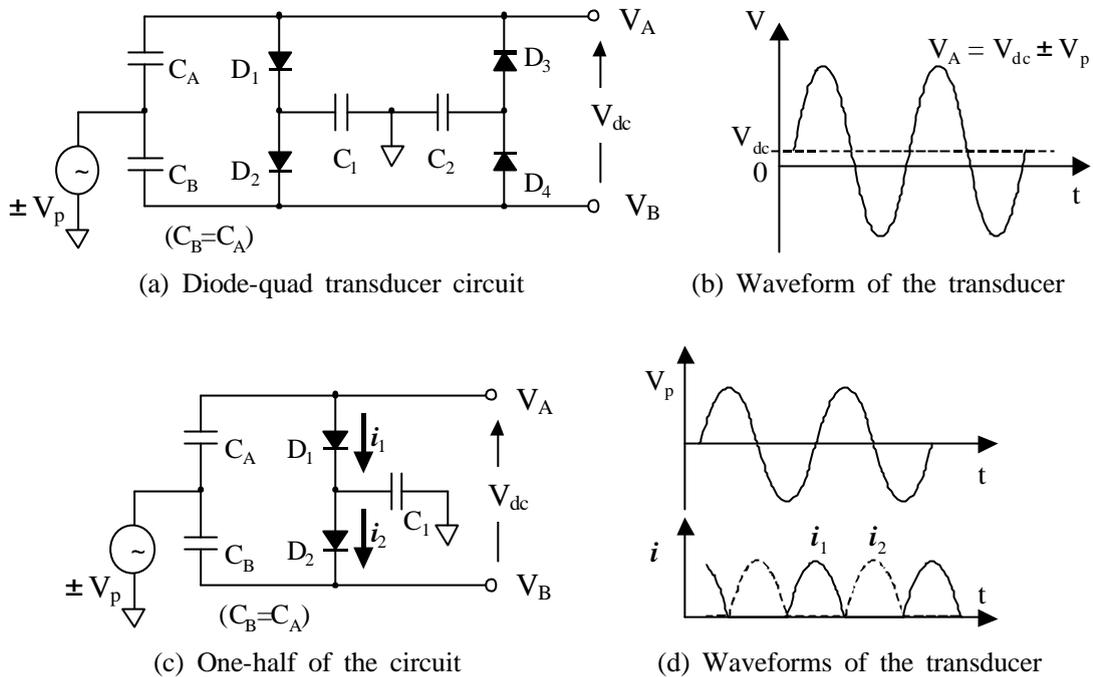 V_A
C_A
D_1
D_3
C_1
C_2
V_dc
C_B
D_2
D_4
~
± V_p
V_B
(C_B=C_A)
(a) Diode-quad transducer circuit
V
V_A = V_dc ± V_p
V_dc
0
t
(b) Waveform of the transducer
V_A
C_A
D_1
i_1
V_dc
C_1
C_B
D_2
i_2
~
± V_p
V_B
(C_B=C_A)
(c) One-half of the circuit
V_p
t
i
i_1
i_2
t
(d) Waveforms of the transducer